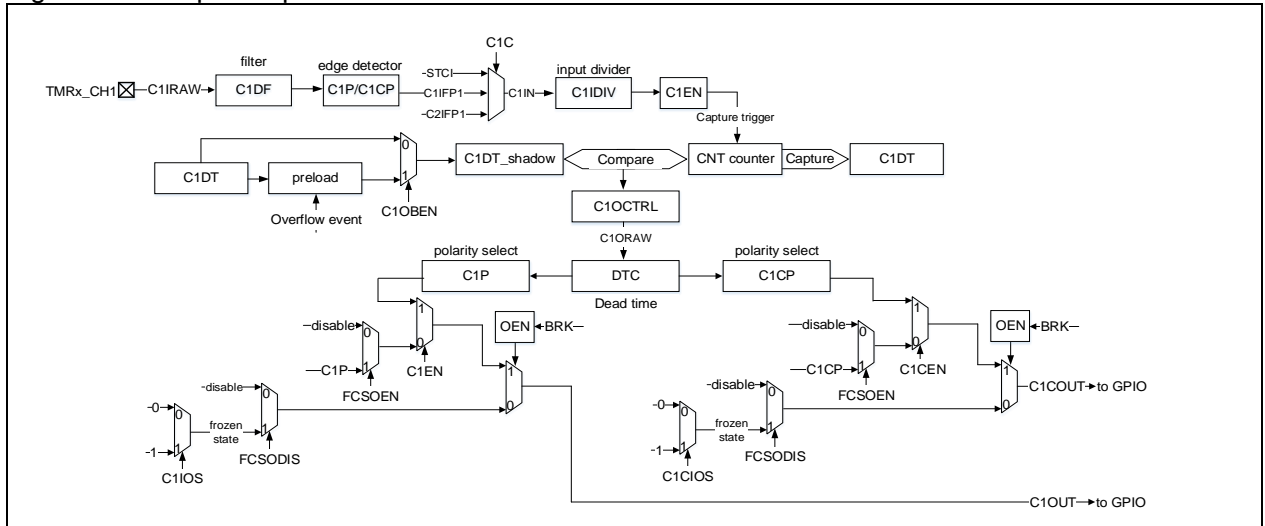 C1C
filter
edge detector
input divider
-STCI
TMRx_CH1
C1IRAW
C1DF
C1P/C1CP
C1IFP1
C1IN
C1IDIV
C1EN
-C2IFP1
Capture trigger
0
C1DT
preload
1
C1DT_shadow
Compare
CNT counter
Capture
C1DT
Overflow event
C1OBEN
C1OCTRL
C1ORAW
polarity select
polarity select
C1P
DTC
C1CP
Dead time
1
disable
0
0
C1P
1
C1EN
FCSOEN
OEN
BRK
1
0
1
disable
0
0
C1CP
1
C1CEN
FCSOEN
OEN
BRK
1
0
C1COUT
to GPIO
-disable
0
-0
0
frozen
state
1
-1
1
FCSODIS
C1IOS
-disable
0
-0
0
frozen
state
1
-1
1
FCSODIS
C1CIOS
C1OUT
to GPIO